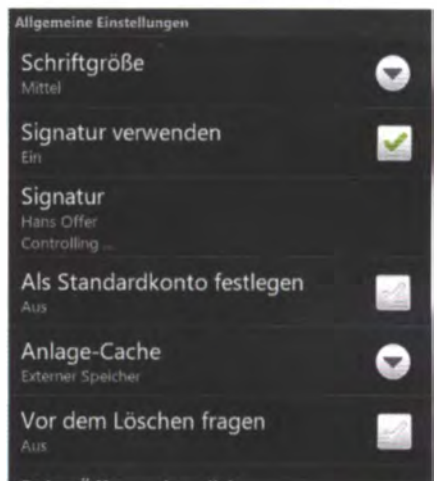 Allgemeine Einstellungen
Schriftgröße
Mittel
Signatur verwenden
Ein
Signatur
Hans Offer
Controlling ...
Als Standardkonto festlegen
Aus
Anlage-Cache
Externer Speicher
Vor dem Löschen fragen
Aus